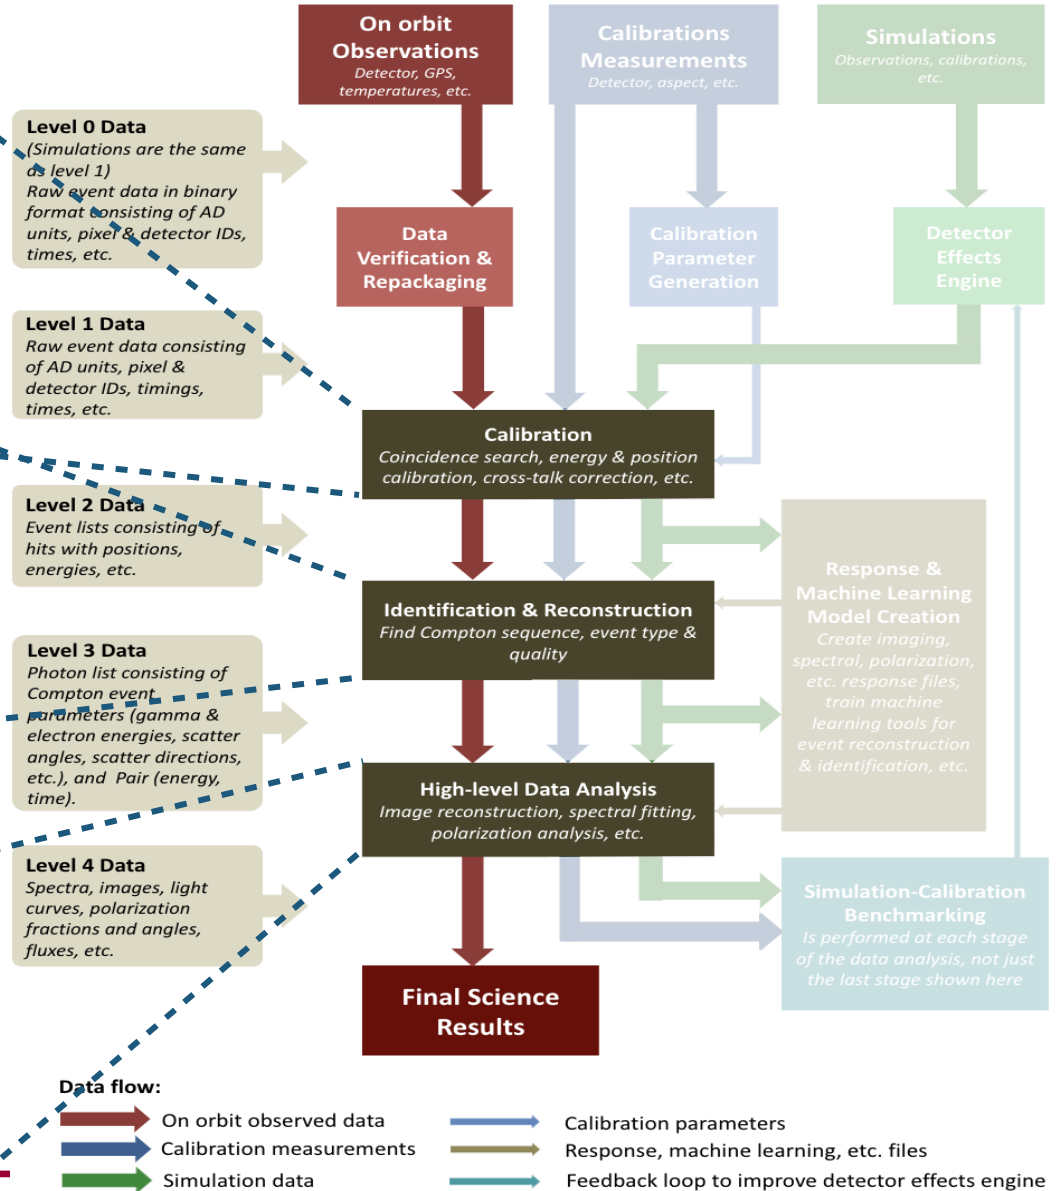 On orbit
Observations
Detector, GPS,
temperatures, etc.
Calibrations
Measurements
Detector, aspect, etc.
Simulations
Observations, calibrations,
etc.
Level 0 Data
(Simulations are the same
as level 1)
Raw event data in binary
format consisting of AD
units, pixel & detector IDs,
times, etc.
Data
Verification &
Repackaging
Calibration
Parameter
Generation
Detector
Effects
Engine
Level 1 Data
Raw event data consisting
of AD units, pixel &
detector IDs, timings,
times, etc.
Calibration
Coincidence search, energy & position
calibration, cross-talk correction, etc.
Level 2 Data
Event lists consisting of
hits with positions,
energies, etc.
Identification & Reconstruction
Find Compton sequence, event type &
quality
Response &
Machine Learning
Model Creation
Create imaging,
spectral, polarization,
etc. response files,
train machine
learning tools for
event reconstruction
& identification, etc.
Level 3 Data
Photon list consisting of
Compton event
parameters (gamma &
electron energies, scatter
angles, scatter directions,
etc.), and Pair (energy,
time).
High-level Data Analysis
Image reconstruction, spectral fitting,
polarization analysis, etc.
Level 4 Data
Spectra, images, light
curves, polarization
fractions and angles,
fluxes, etc.
Simulation-Calibration
Benchmarking
Is performed at each stage
of the data analysis, not just
the last stage shown here
Final Science
Results
Data flow:
On orbit observed data
Calibration measurements
Simulation data
Calibration parameters
Response, machine learning, etc. files
Feedback loop to improve detector effects engine